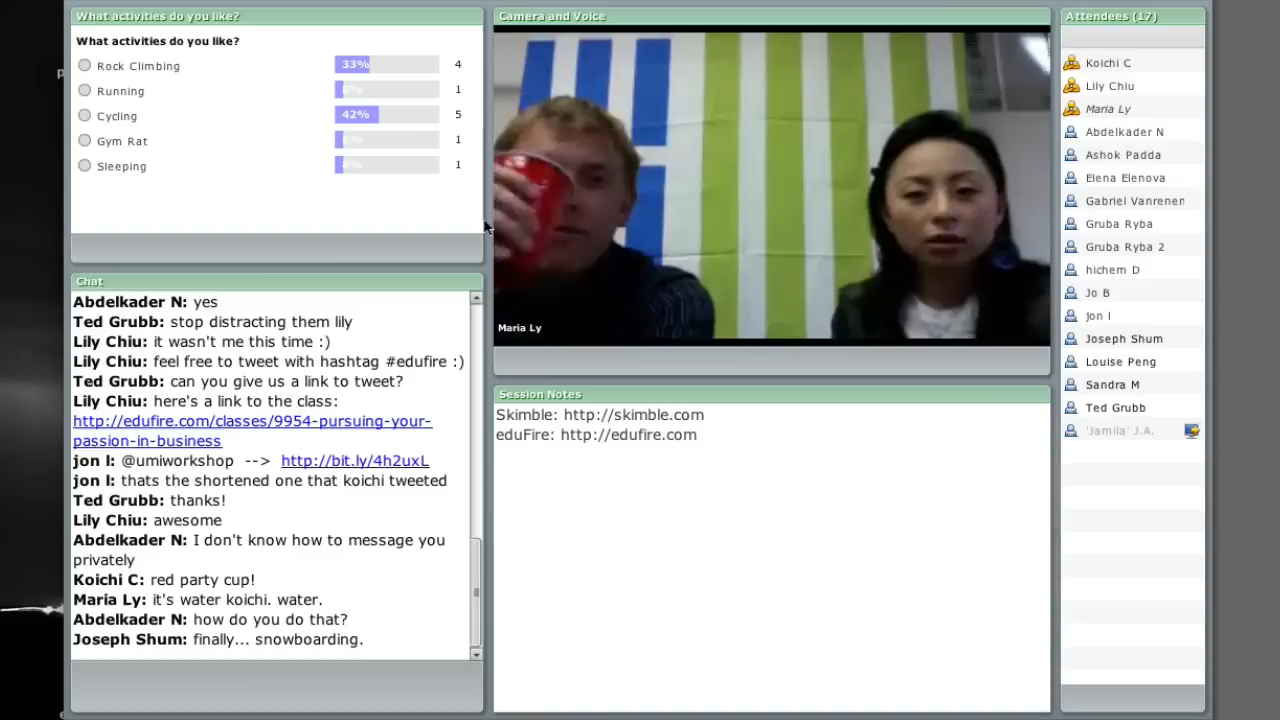 What activities do you like?
What activities do you like?
Rock Climbing 33% 4
Running 1
Cycling 42% 5
Gym Rat 1
Sleeping 1
Chat
Abdelkader N: yes
Ted Grubb: stop distracting them lily
Lily Chiu: it wasn't me this time :)
Lily Chiu: feel free to tweet with hashtag #edufire :)
Ted Grubb: can you give us a link to tweet?
Lily Chiu: here's a link to the class:
http://edufire.com/classes/9954-pursuing-your-
passion-in-business
jon l: @umiworkshop --> http://bit.ly/4h2uxL
jon l: thats the shortened one that koichi tweeted
Ted Grubb: thanks!
Lily Chiu: awesome
Abdelkader N: I don't know how to message you
privately
Koichi C: red party cup!
Maria Ly: it's water koichi. water.
Abdelkader N: how do you do that?
Joseph Shum: finally... snowboarding.
Camera and Voice
Maria Ly
Session Notes
Skimble: http://skimble.com
eduFire: http://edufire.com
Attendees (17)
Koichi C
Lily Chiu
Maria Ly
Abdelkader N
Ashok Padda
Elena Elenova
Gabriel Vanrenen
Gruba Ryba
Gruba Ryba 2
hichem D
Jo B
jon l
Joseph Shum
Louise Peng
Sandra M
Ted Grubb
'Jamila' J.A.